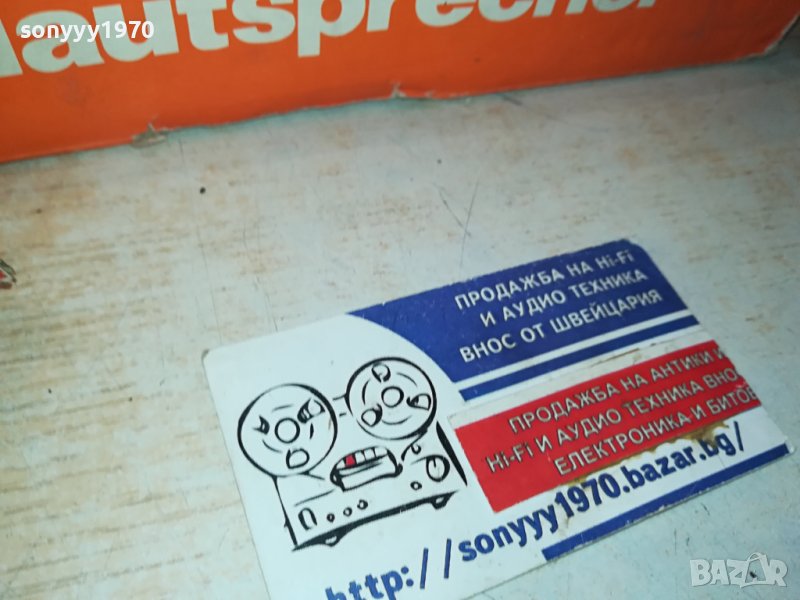 sonyyy1970
lautsprecher
ПРОДАЖБА НА Hi-Fi
И АУДИО ТЕХНИКА
ВНОС ОТ ШВЕЙЦАРИЯ
ПРОДАЖБА НА АНТИКИ И
Hi-Fi И АУДИО ТЕХНИКА ВНО
ЕЛЕКТРОНИКА И БИТОВ
http://sonyyy1970.bazar.bg/
BAZAR